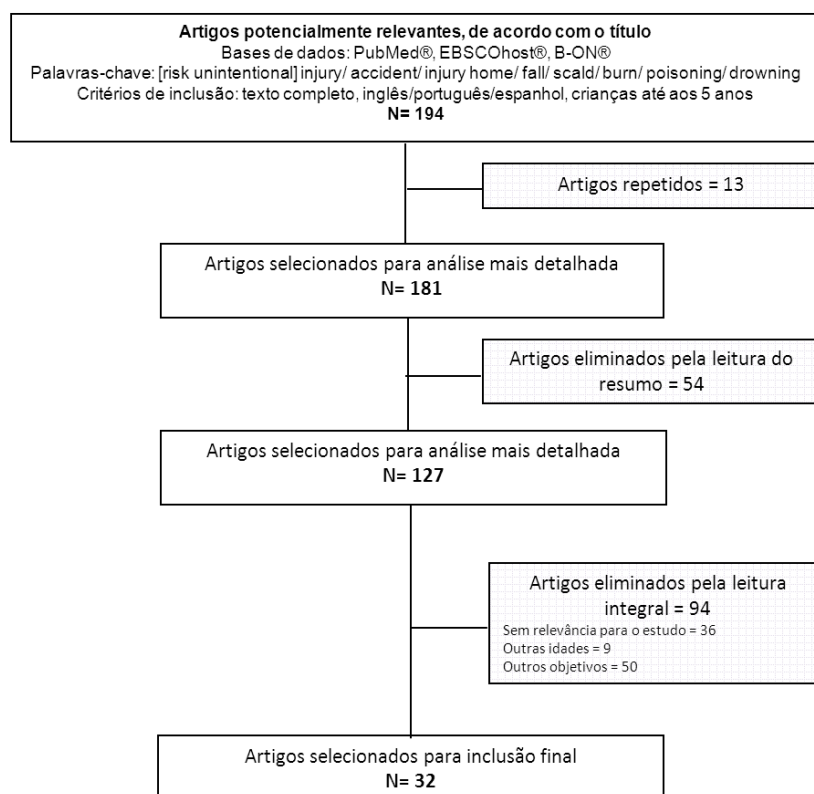 Artigos potencialmente relevantes, de acordo com o título
Bases de dados: PubMed®, EBSCOhost®, B-ON®
Palavras-chave: [risk unintentional] injury/ accident/ injury home/ fall/ scald/ burn/ poisoning/ drowning
Critérios de inclusão: texto completo, inglês/português/espanhol, crianças até aos 5 anos
N= 194
Artigos repetidos = 13
Artigos selecionados para análise mais detalhada
N= 181
Artigos eliminados pela leitura do
resumo = 54
Artigos selecionados para análise mais detalhada
N= 127
Artigos eliminados pela leitura
integral = 94
Sem relevância para o estudo = 36
Outras idades = 9
Outros objetivos = 50
Artigos selecionados para inclusão final
N= 32